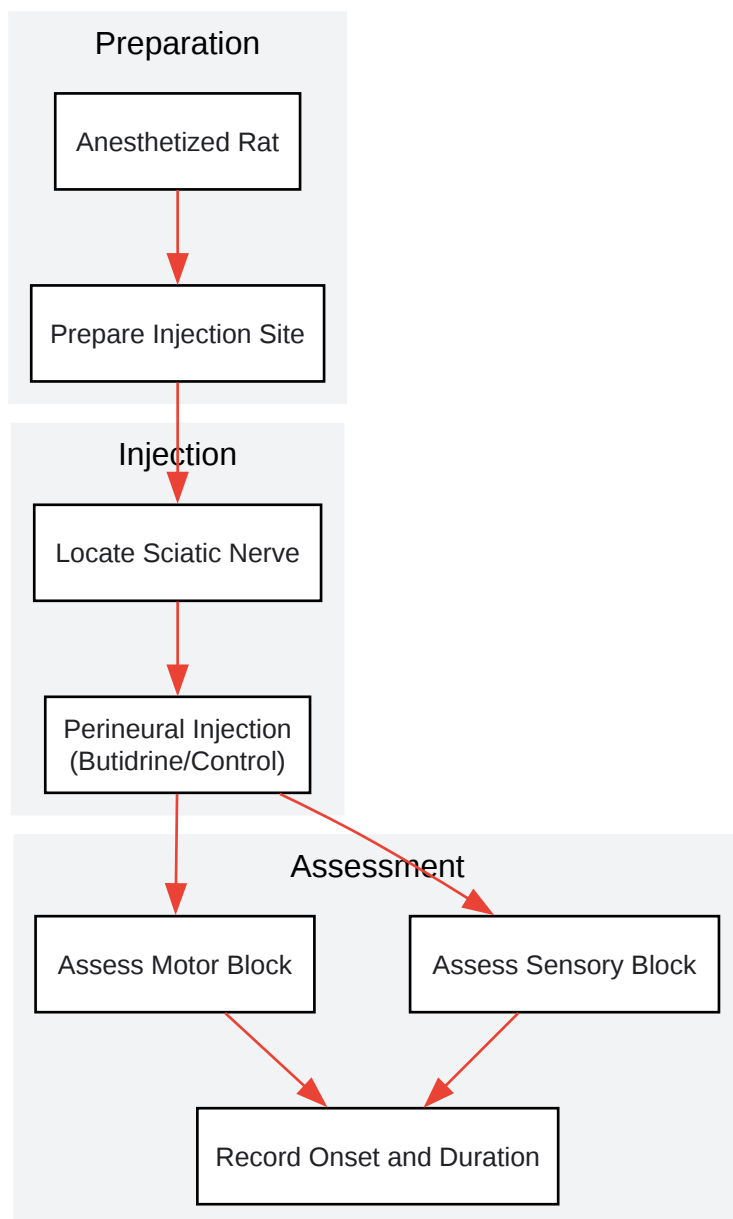 Preparation
Anesthetized Rat
Prepare Injection Site
Injection
Locate Sciatic Nerve
Perineural Injection
(Butidrine/Control)
Assessment
Assess Motor Block
Assess Sensory Block
Record Onset and Duration